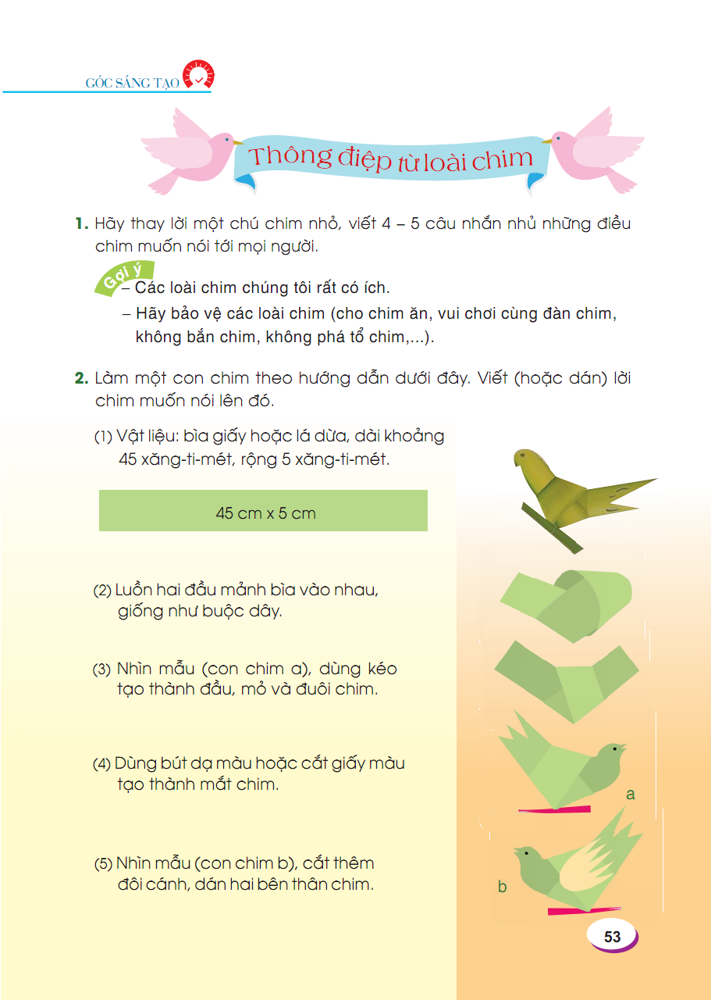 GÓC SÁNG TẠO
Thông điệp từ loài chim
1. Hãy thay lời một chú chim nhỏ, viết 4 – 5 câu nhắn nhủ những điều
chim muốn nói tới mọi người.
Gợi ý
– Các loài chim chúng tôi rất có ích.
– Hãy bảo vệ các loài chim (cho chim ăn, vui chơi cùng đàn chim,
không bắn chim, không phá tổ chim,...).
2. Làm một con chim theo hướng dẫn dưới đây. Viết (hoặc dán) lời
chim muốn nói lên đó.
(1) Vật liệu: bìa giấy hoặc lá dừa, dài khoảng
45 xăng-ti-mét, rộng 5 xăng-ti-mét.
45 cm x 5 cm
(2) Luồn hai đầu mảnh bìa vào nhau,
giống như buộc dây.
(3) Nhìn mẫu (con chim a), dùng kéo
tạo thành đầu, mỏ và đuôi chim.
(4) Dùng bút dạ màu hoặc cắt giấy màu
tạo thành mắt chim.
a
(5) Nhìn mẫu (con chim b), cắt thêm
đôi cánh, dán hai bên thân chim.
b
53